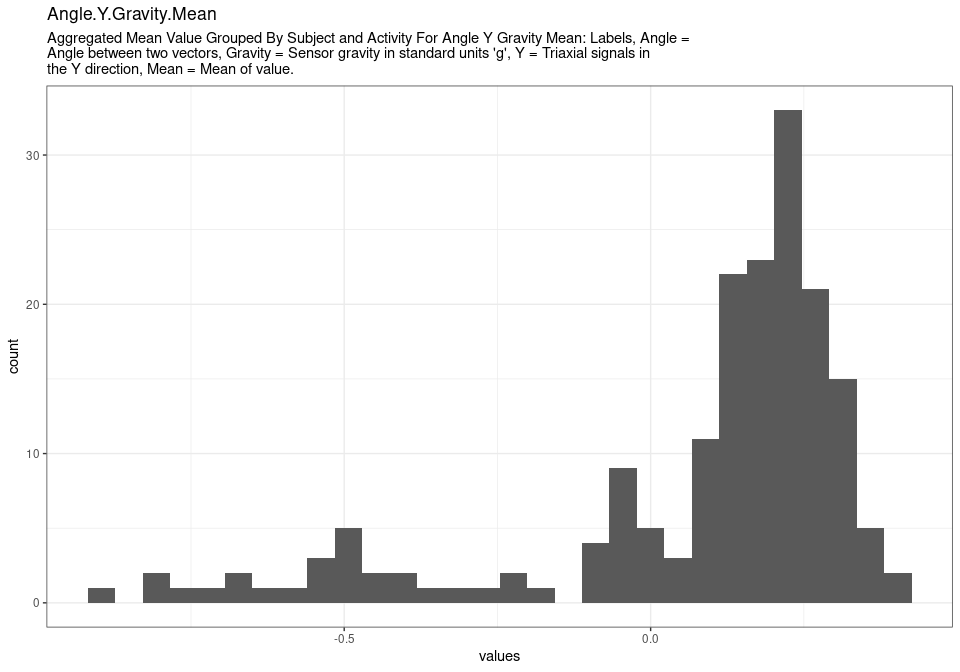 Angle.Y.Gravity.Mean
Aggregated Mean Value Grouped By Subject and Activity For Angle Y Gravity Mean: Labels, Angle =
Angle between two vectors, Gravity = Sensor gravity in standard units 'g', Y = Triaxial signals in
the Y direction, Mean = Mean of value.
30
20
10
0
count
-0.5
0.0
values